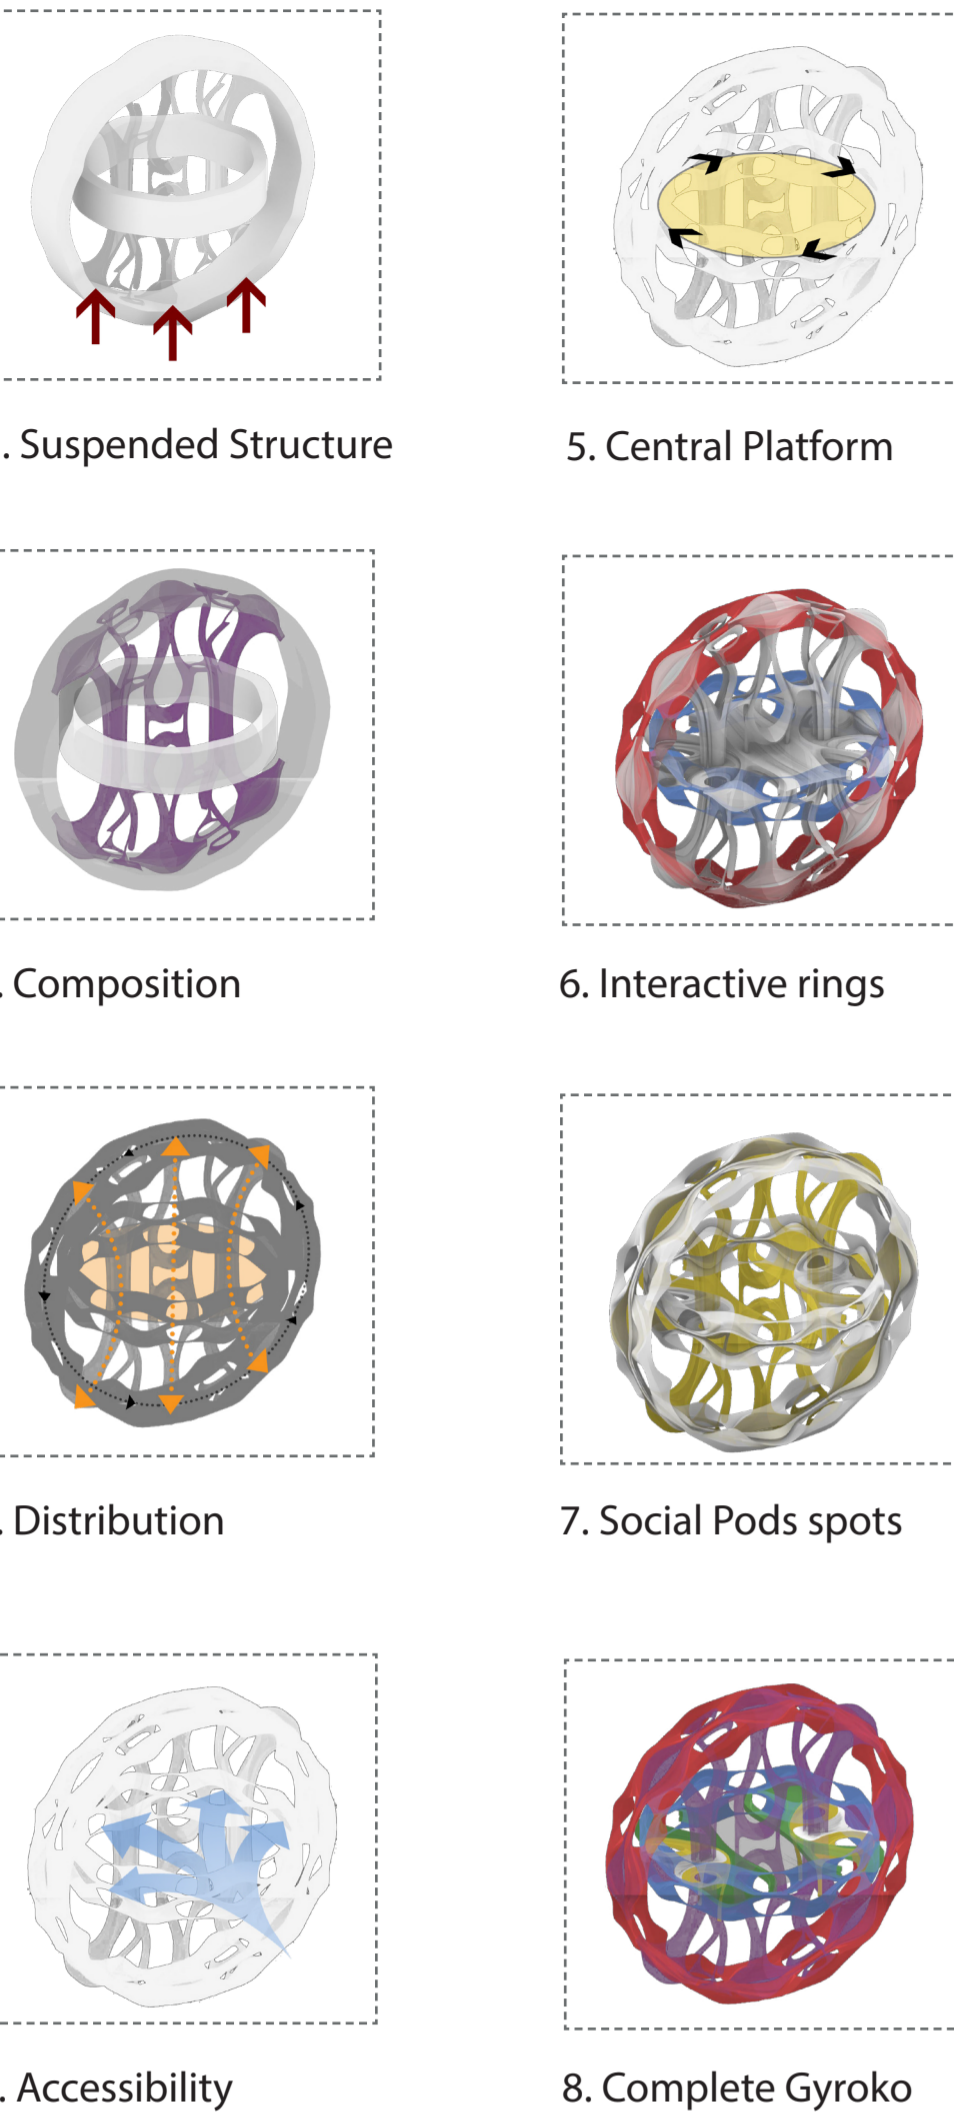 . Suspended Structure
5. Central Platform
. Composition
6. Interactive rings
. Distribution
7. Social Pods spots
. Accessibility
8. Complete Gyroko